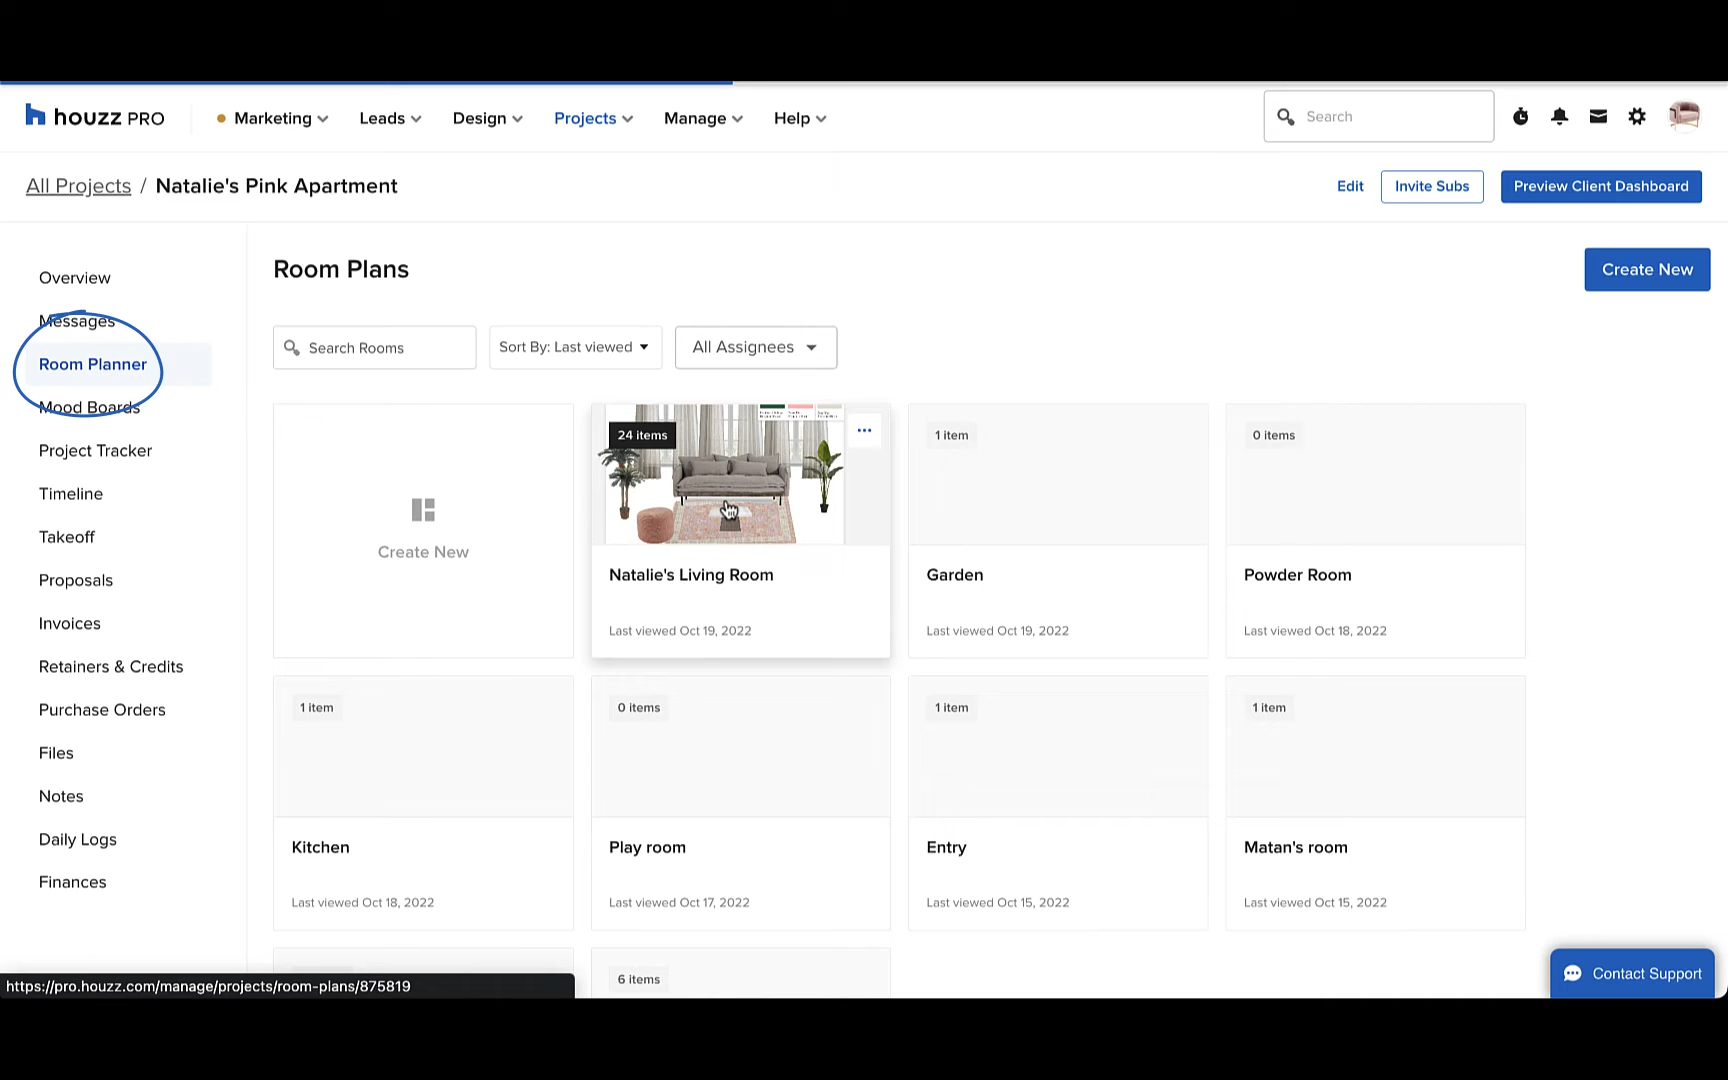 houzz PRO
Marketing
Leads
Design
Projects
Manage
Help
Search
All Projects / Natalie's Pink Apartment
Edit
Invite Subs
Preview Client Dashboard
Overview
Messages
Room Planner
Mood Boards
Project Tracker
Timeline
Takeoff
Proposals
Invoices
Retainers & Credits
Purchase Orders
Files
Notes
Daily Logs
Finances
Room Plans
Create New
Search Rooms
Sort By: Last viewed
All Assignees
Create New
24 items
Natalie's Living Room
Last viewed Oct 19, 2022
1 item
Garden
Last viewed Oct 19, 2022
0 items
Powder Room
Last viewed Oct 18, 2022
1 item
Kitchen
Last viewed Oct 18, 2022
0 items
Play room
Last viewed Oct 17, 2022
1 item
Entry
Last viewed Oct 15, 2022
1 item
Matan's room
Last viewed Oct 15, 2022
6 items
Contact Support
https://pro.houzz.com/manage/projects/room-plans/875819